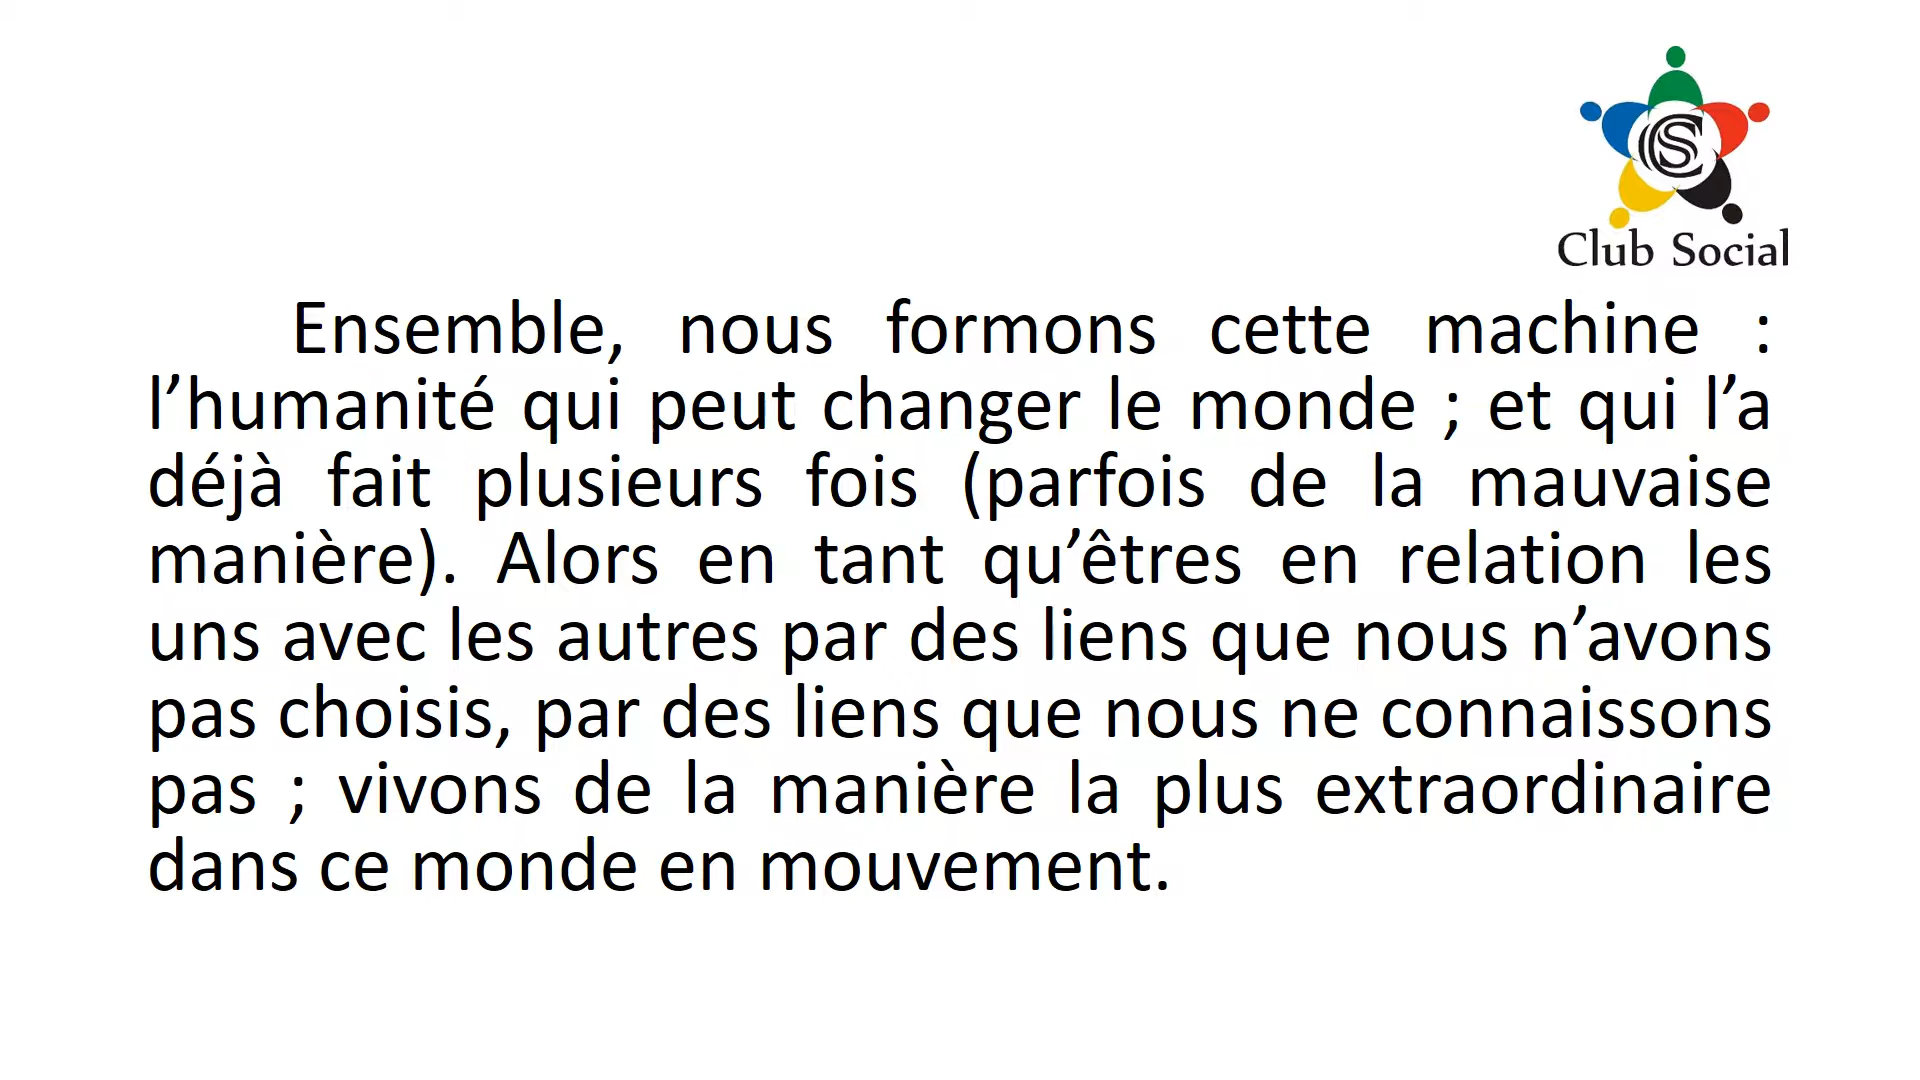 CS
Club Social
Ensemble, nous formons cette machine :
l’humanité qui peut changer le monde ; et qui l’a
déjà fait plusieurs fois (parfois de la mauvaise
manière). Alors en tant qu’êtres en relation les
uns avec les autres par des liens que nous n’avons
pas choisis, par des liens que nous ne connaissons
pas ; vivons de la manière la plus extraordinaire
dans ce monde en mouvement.